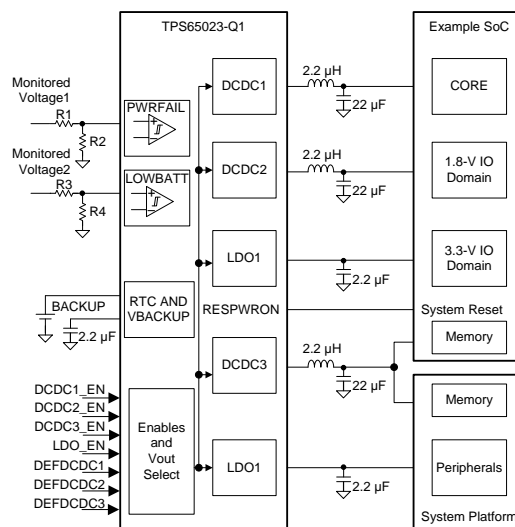 TPS65023-Q1
Example SoC
Monitored
Voltage1
R1
R2
PWRFAIL
DCDC1
2.2 µH
22 µF
CORE
Monitored
Voltage2
R3
R4
LOWBATT
DCDC2
2.2 µH
22 µF
1.8-V IO
Domain
LDO1
2.2 µF
3.3-V IO
Domain
BACKUP
2.2 µF
RTC AND
VBACKUP
RESPWRON
System Reset
DCDC3
2.2 µH
22 µF
Memory
DCDC1_EN
DCDC2_EN
DCDC3_EN
LDO_EN
DEFDCDC1
DEFDCDC2
DEFDCDC3
Enables
and
Vout
Select
LDO1
2.2 µF
Memory
Peripherals
System Platform